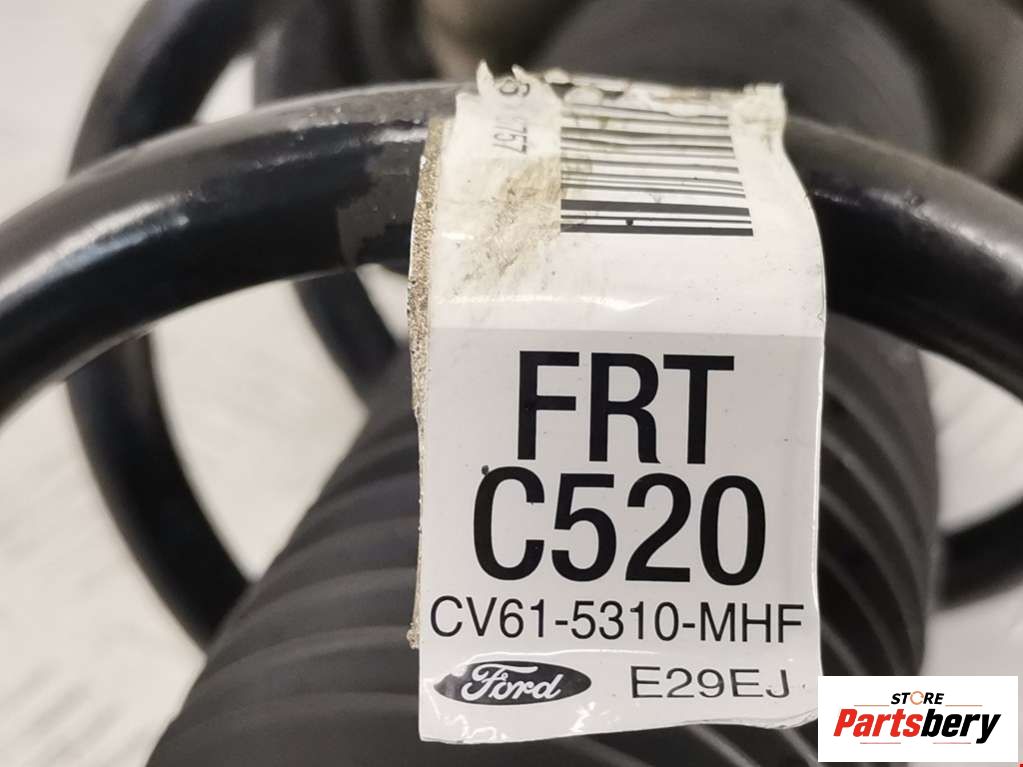 FRT
C520
CV61-5310-MHF
Ford E29EJ
STORE
Partsbery